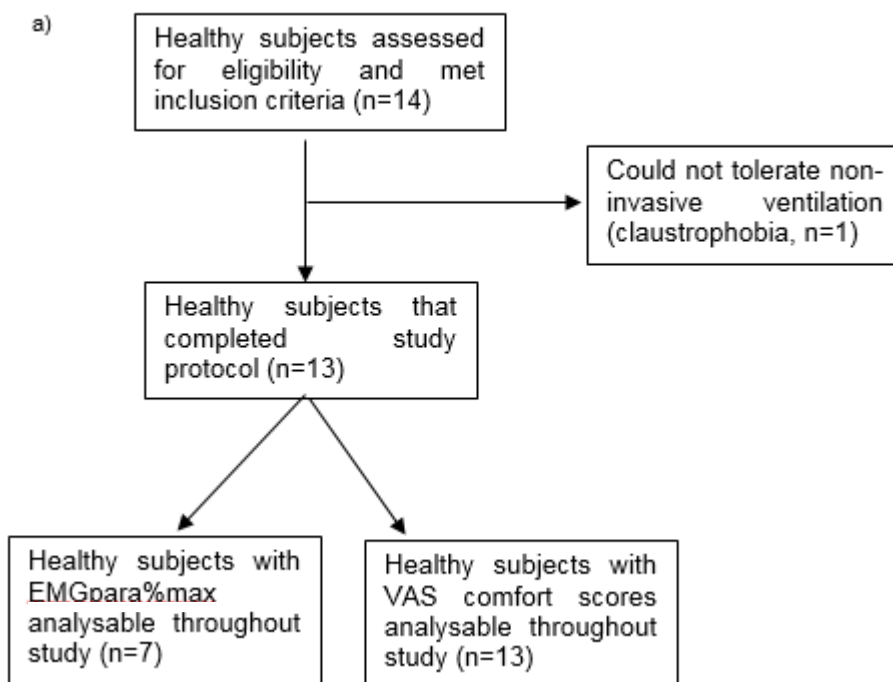 a)
Healthy subjects assessed
for eligibility and met
inclusion criteria (n=14)
Could not tolerate non-
invasive ventilation
(claustrophobia, n=1)
Healthy subjects that
completed study
protocol (n=13)
Healthy subjects with
EMGpara%max
analysable throughout
study (n=7)
Healthy subjects with
VAS comfort scores
analysable throughout
study (n=13)